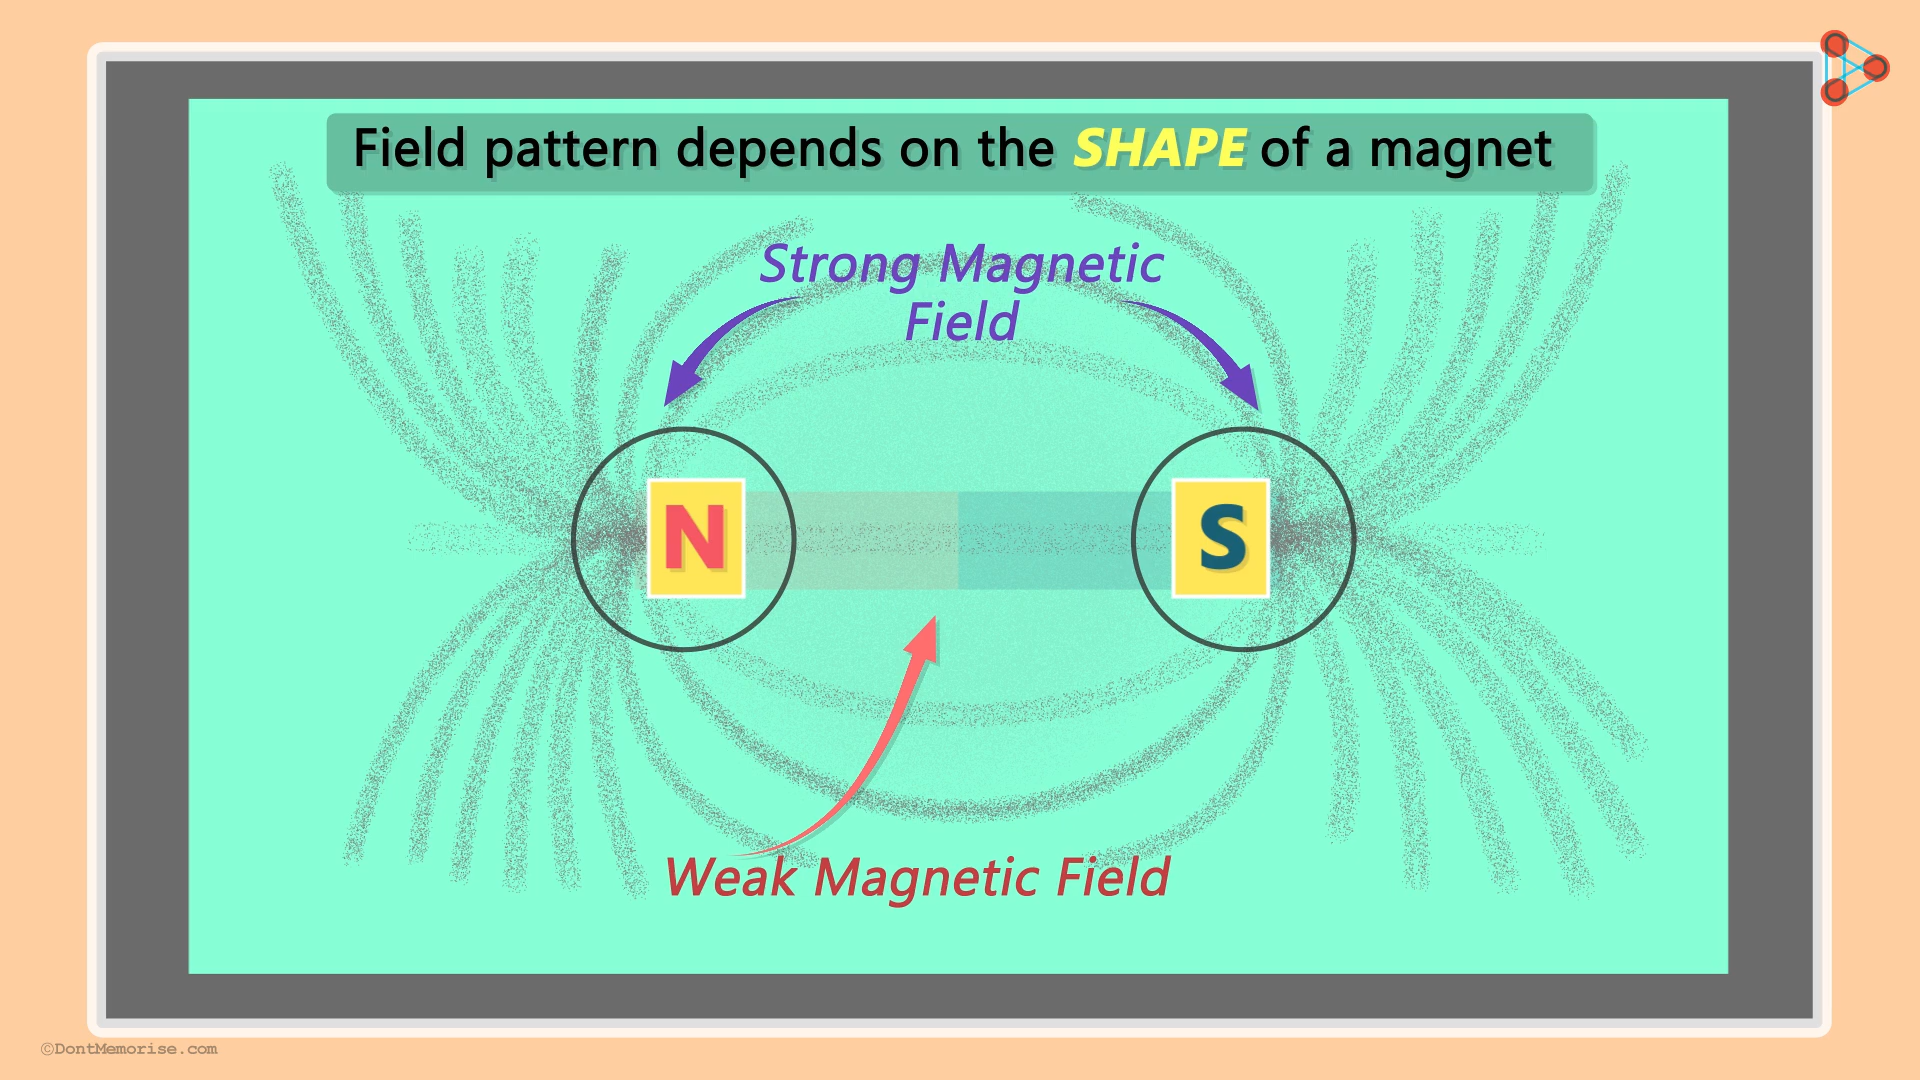 Field pattern depends on the SHAPE of a magnet
Strong Magnetic
Field
N
S
Weak Magnetic Field
©DontMemorise.com